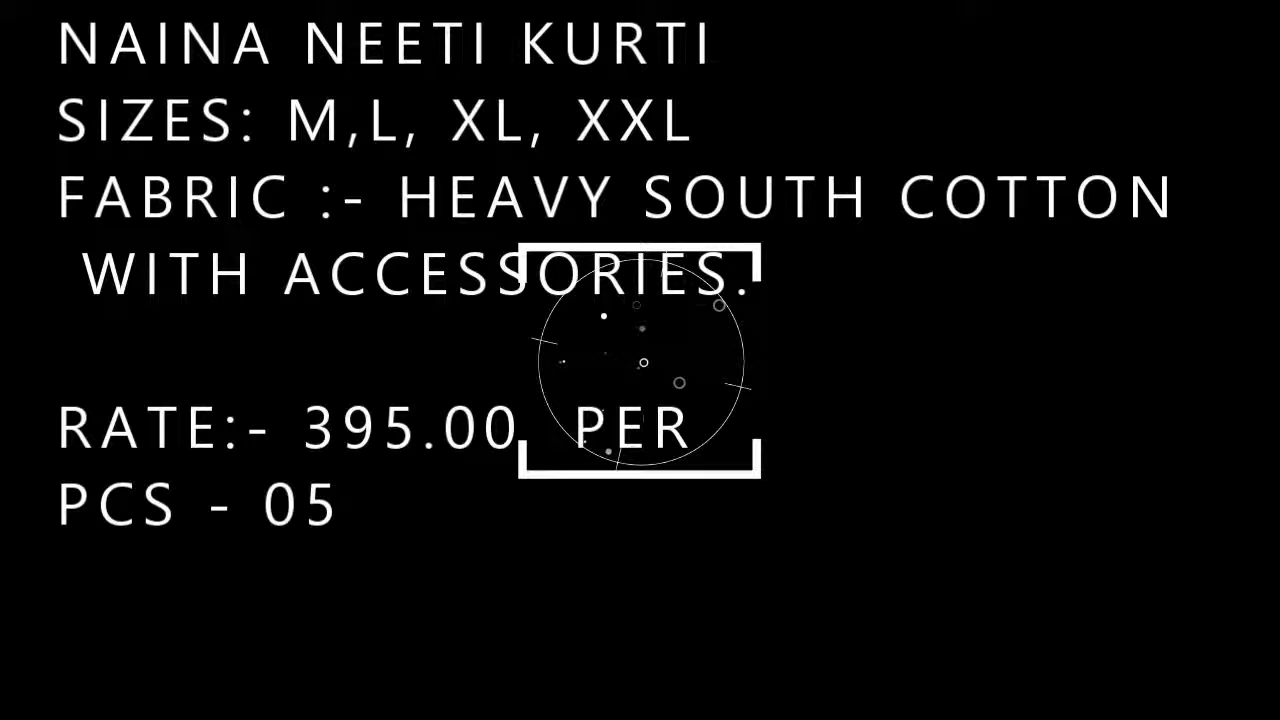 NAINA NEETI KURTI
SIZES: M,L, XL, XXL
FABRIC :- HEAVY SOUTH COTTON
WITH ACCESSORIES.
RATE:- 395.00 PER
PCS - 05